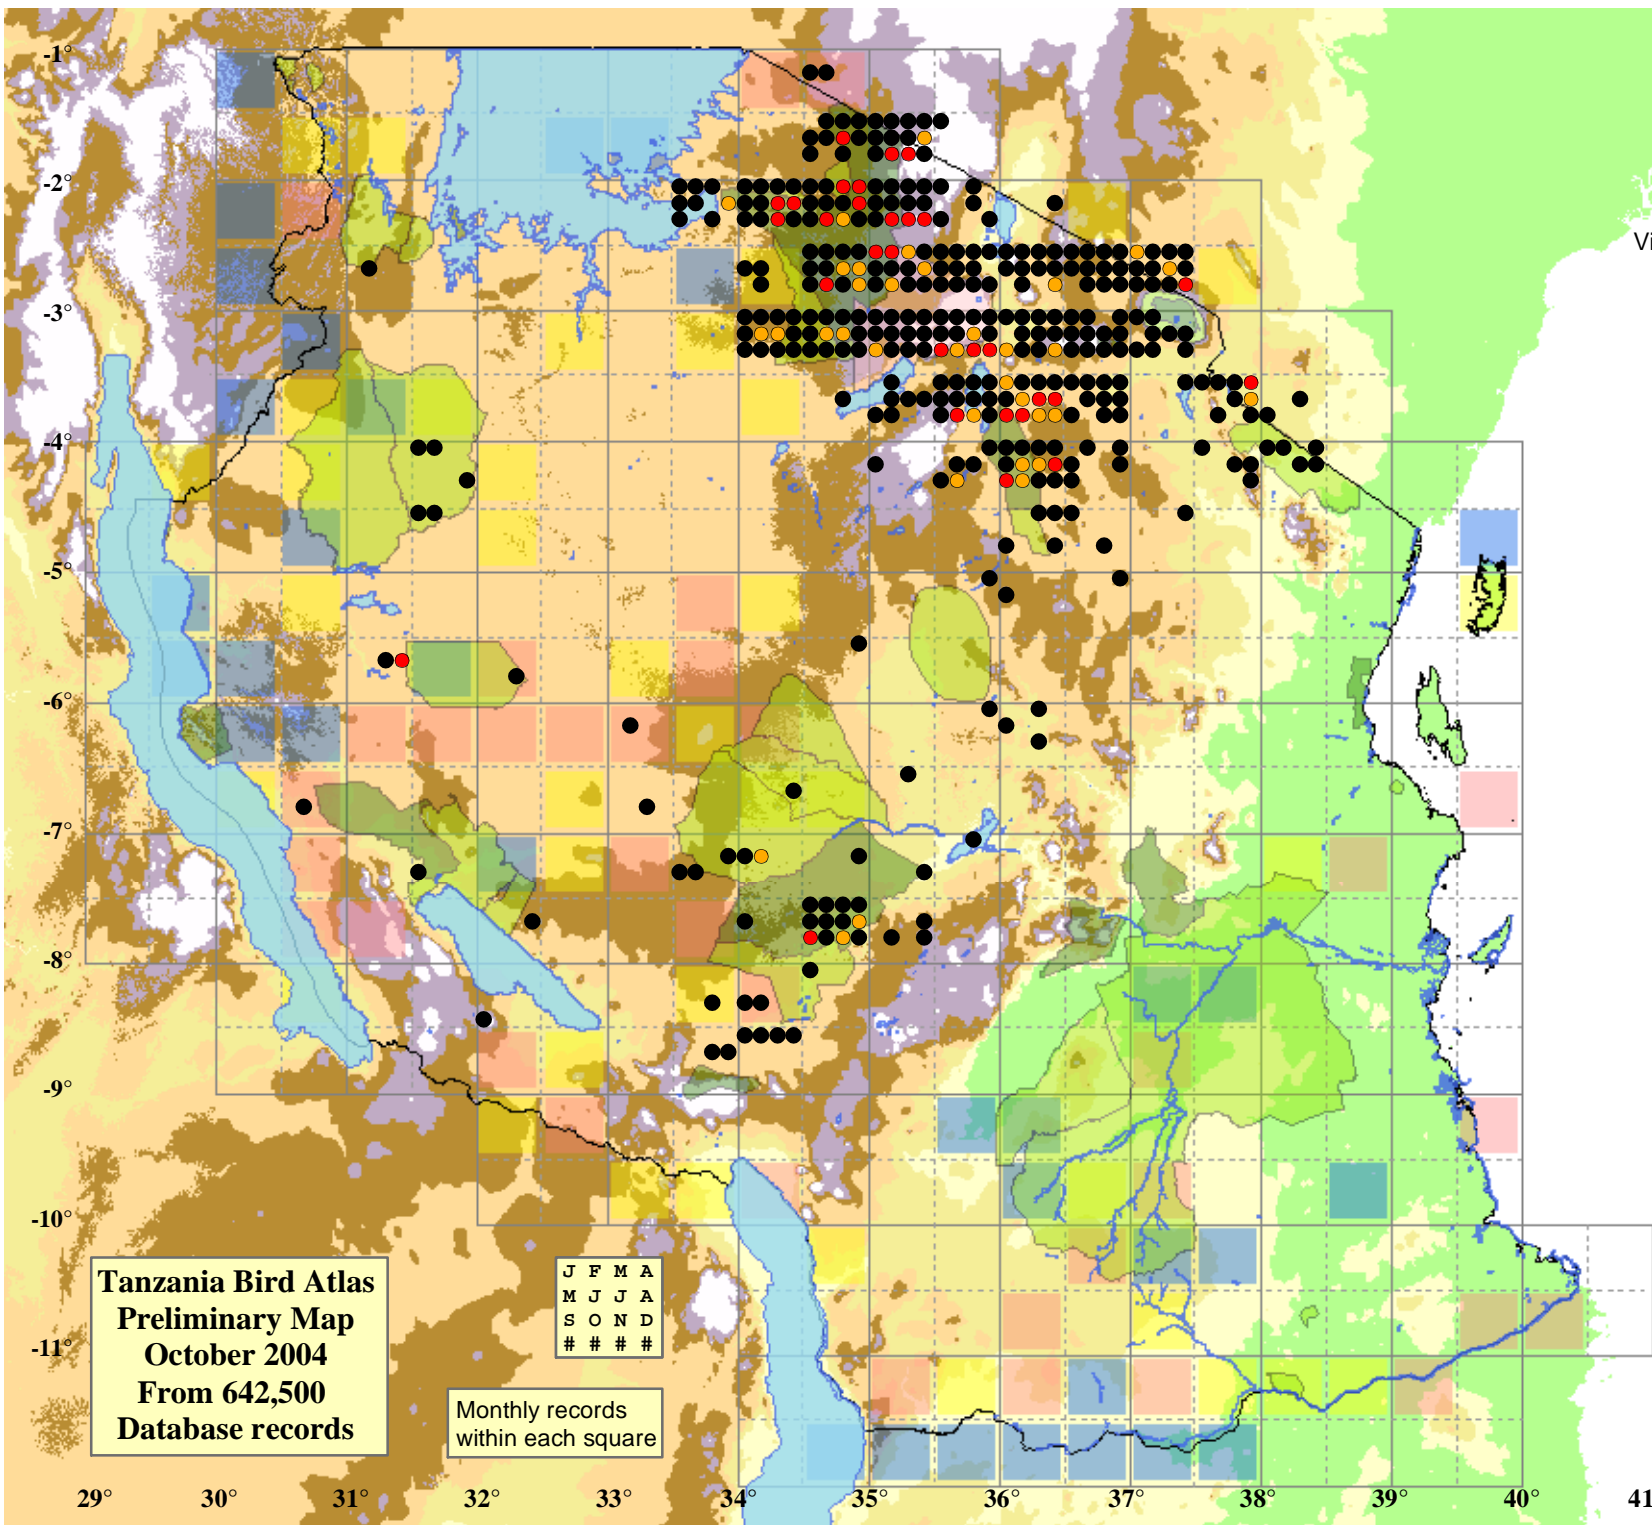 -1°
Vi
-2°
-3°
-4°
-5°
-6°
-7°
-8°
-9°
-10°
-11°
Tanzania Bird Atlas
Preliminary Map
October 2004
From 642,500
Database records
J F M A
M J J A
S O N D
# # # #
Monthly records
within each square
29° 30° 31° 32° 33° 34° 35° 36° 37° 38° 39° 40° 41